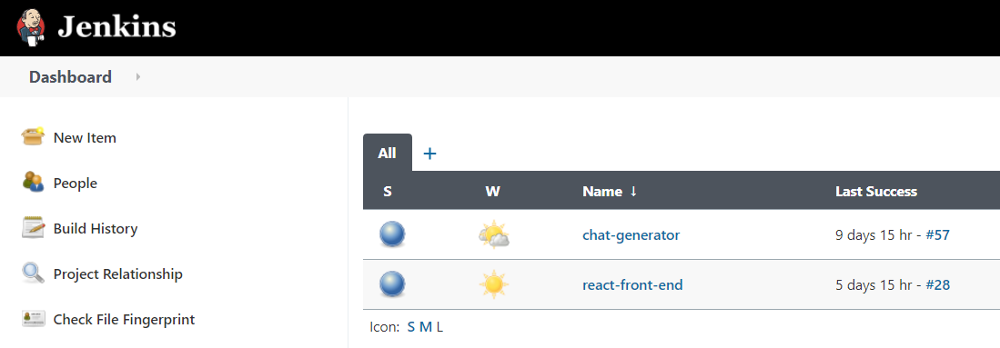 Jenkins
Dashboard
New Item
People
Build History
Project Relationship
Check File Fingerprint
All +
S W Name ↓ Last Success
chat-generator 9 days 15 hr - #57
react-front-end 5 days 15 hr - #28
Icon: S M L